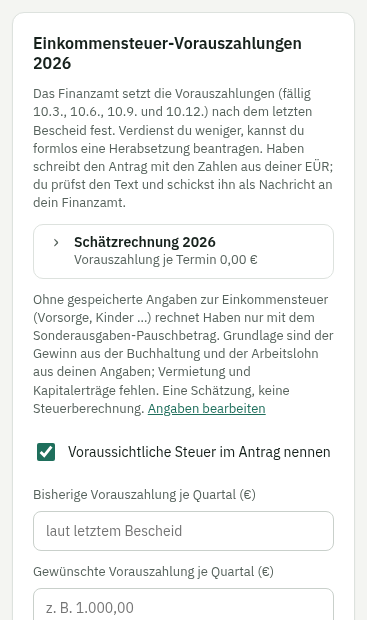 Einkommensteuer-Vorauszahlungen
2026
Das Finanzamt setzt die Vorauszahlungen (fällig
10.3., 10.6., 10.9. und 10.12.) nach dem letzten
Bescheid fest. Verdienst du weniger, kannst du
formlos eine Herabsetzung beantragen. Haben
schreibt den Antrag mit den Zahlen aus deiner EÜR;
du prüfst den Text und schickst ihn als Nachricht an
dein Finanzamt.
Schätzrechnung 2026
Vorauszahlung je Termin 0,00 €
Ohne gespeicherte Angaben zur Einkommensteuer
(Vorsorge, Kinder ...) rechnet Haben nur mit dem
Sonderausgaben-Pauschbetrag. Grundlage sind der
Gewinn aus der Buchhaltung und der Arbeitslohn
aus deinen Angaben; Vermietung und
Kapitalerträge fehlen. Eine Schätzung, keine
Steuerberechnung. Angaben bearbeiten
Voraussichtliche Steuer im Antrag nennen
Bisherige Vorauszahlung je Quartal (€)
laut letztem Bescheid
Gewünschte Vorauszahlung je Quartal (€)
z. B. 1.000,00